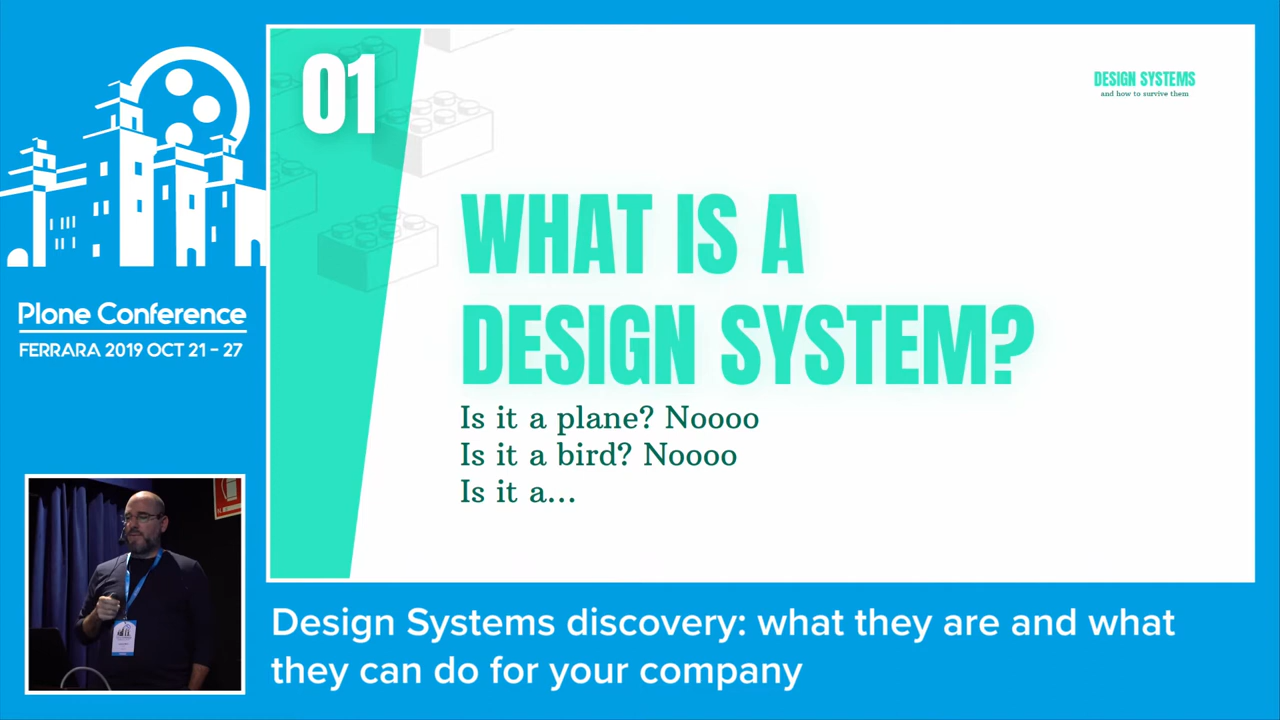 01
DESIGN SYSTEMS
and how to survive them
WHAT IS A
DESIGN SYSTEM?
Is it a plane? Noooo
Is it a bird? Noooo
Is it a...
Plone Conference
FERRARA 2019 OCT 21 - 27
Design Systems discovery: what they are and what
they can do for your company